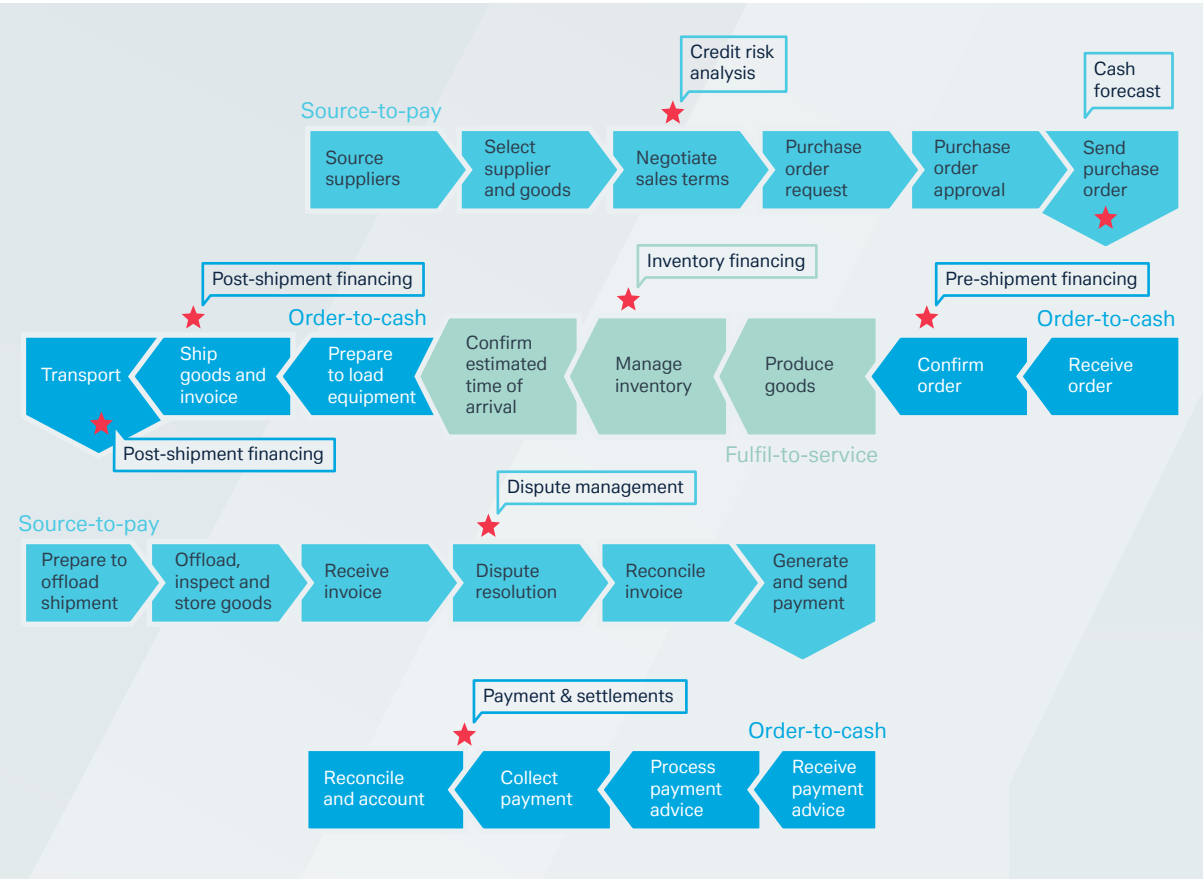 Credit risk
analysis
Cash
forecast
Source-to-pay
Source
suppliers
Select
supplier
and goods
Negotiate
sales terms
Purchase
order
request
Purchase
order
approval
Send
purchase
order
Post-shipment financing
Inventory financing
Pre-shipment financing
Order-to-cash
Order-to-cash
Receive
order
Confirm
order
Produce
goods
Manage
inventory
Confirm
estimated
time of
arrival
Prepare
to load
equipment
Ship
goods and
invoice
Transport
Post-shipment financing
Fulfil-to-service
Dispute management
Source-to-pay
Prepare to
offload
shipment
Offload,
inspect and
store goods
Receive
invoice
Dispute
resolution
Reconcile
invoice
Generate
and send
payment
Payment & settlements
Order-to-cash
Receive
payment
advice
Process
payment
advice
Collect
payment
Reconcile
and account